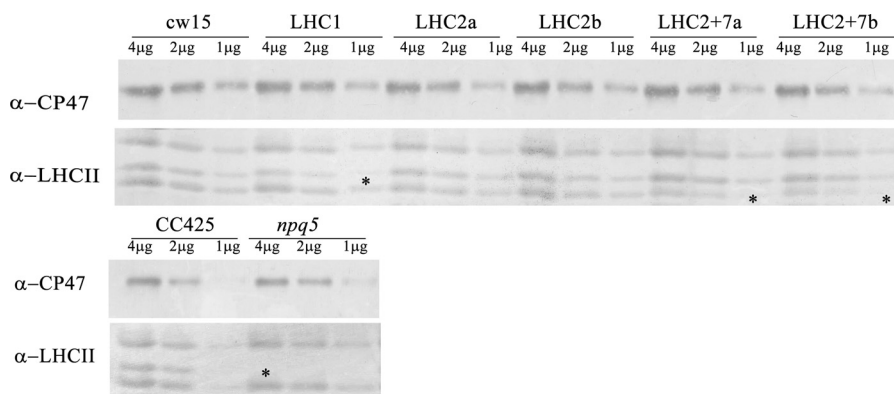 cw15 LHC1 LHC2a LHC2b LHC2+7a LHC2+7b
4µg 2µg 1µg 4µg 2µg 1µg 4µg 2µg 1µg 4µg 2µg 1µg 4µg 2µg 1µg 4µg 2µg 1µg
α-CP47
α-LHCII
*
* *
CC425 npq5
4µg 2µg 1µg 4µg 2µg 1µg
α-CP47
α-LHCII
*